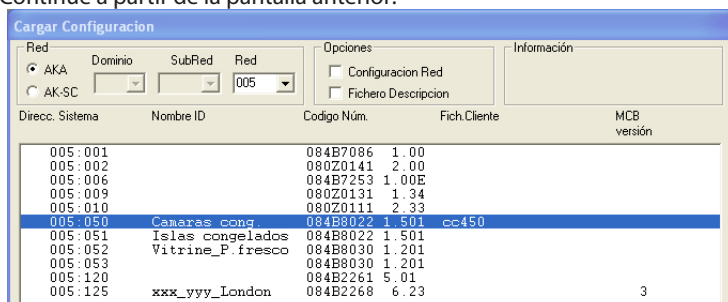 Continúe a partir de la pantalla anterior.
Cargar Configuracion
Red
AKA
AK-SC
Dominio
SubRed
Red
005
Opciones
Configuracion Red
Fichero Descripcion
Información
Direcc. Sistema Nombre ID Codigo Núm. Fich.Cliente MCB versión
005:001 084B7086 1.00
005:002 080Z0141 2.00
005:006 084B7253 1.00E
005:009 080Z0131 1.34
005:010 080Z0111 2.33
005:050 Camaras cong. 084B8022 1.501 cc450
005:051 Islas congelados 084B8022 1.501
005:052 Vitrine_P.fresco 084B8030 1.201
005:053 084B8030 1.201
005:120 084B2261 5.01
005:125 xxx_yyy_London 084B2268 6.23 3